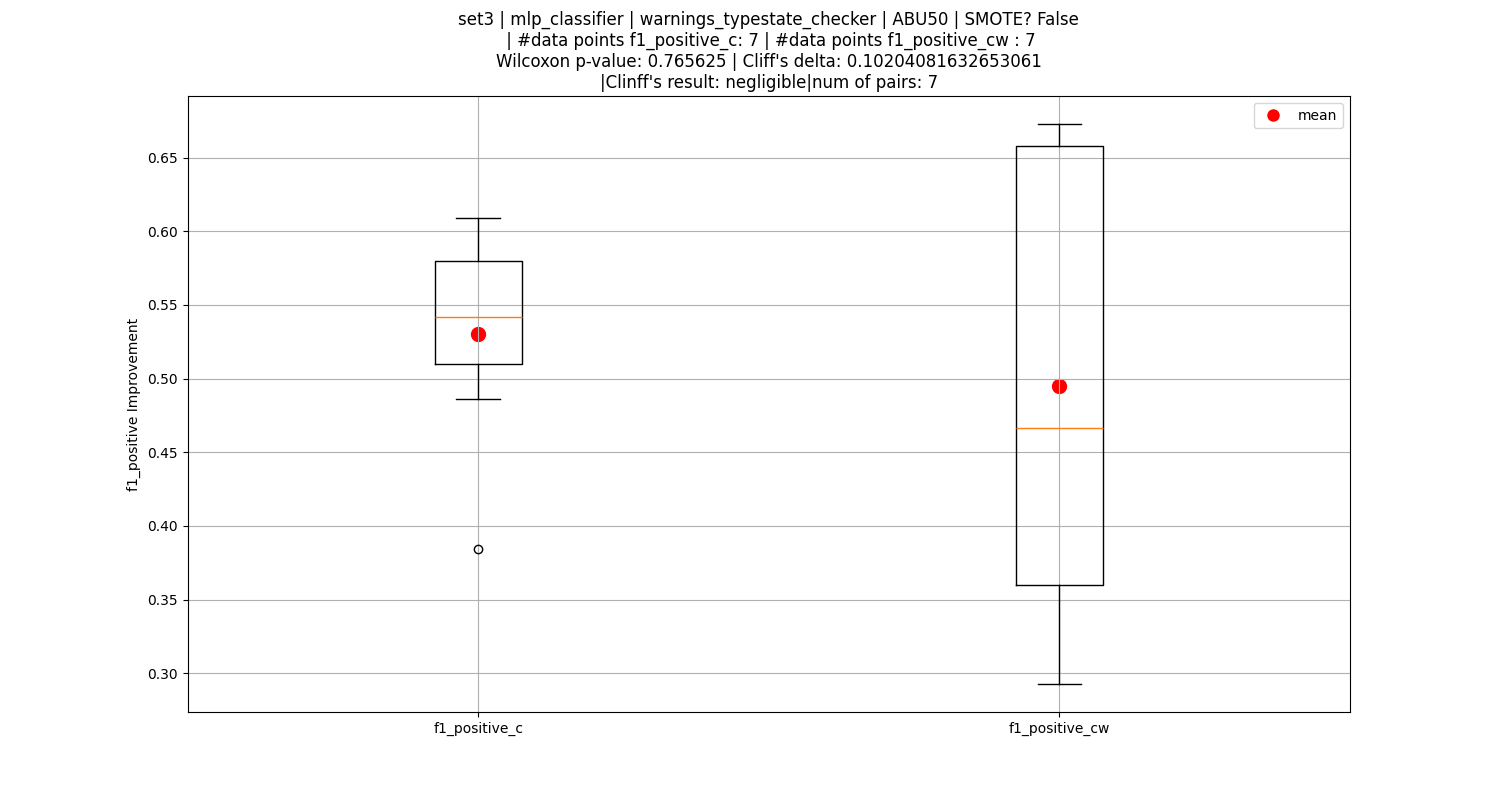 set3 | mlp_classifier | warnings_typestate_checker | ABU50 | SMOTE? False
| #data points f1_positive_c: 7 | #data points f1_positive_cw : 7
Wilcoxon p-value: 0.765625 | Cliff's delta: 0.10204081632653061
|Clinff's result: negligible|num of pairs: 7
mean
0.65
0.60
0.55
0.50
0.45
0.40
0.35
0.30
f1_positive Improvement
f1_positive_c
f1_positive_cw